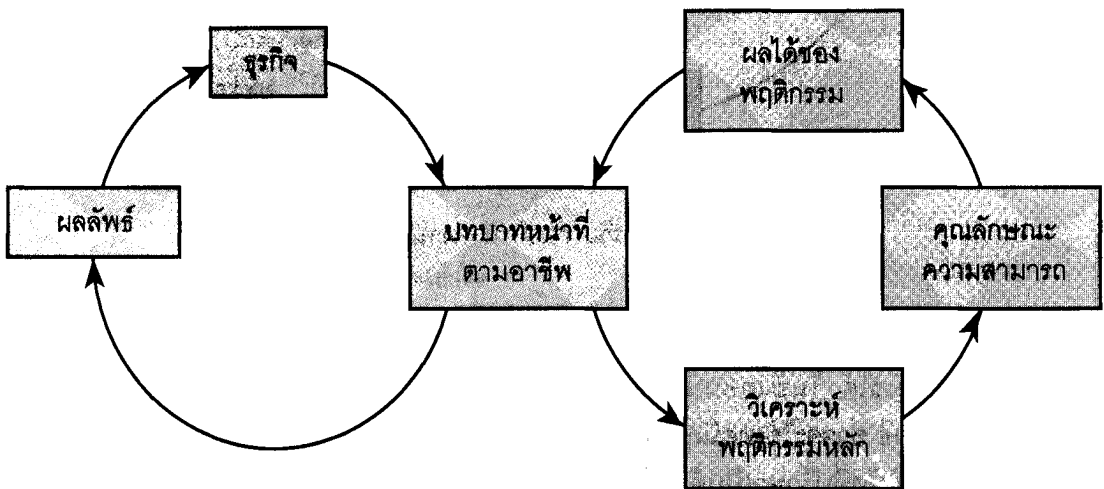 ธุรกิจ
ผลได้ของ
พฤติกรรม
ผลลัพธ์
บทบาทหน้าที่
ตามอาชีพ
คุณลักษณะ
ความสามารถ
วิเคราะห์
พฤติกรรมหลัก